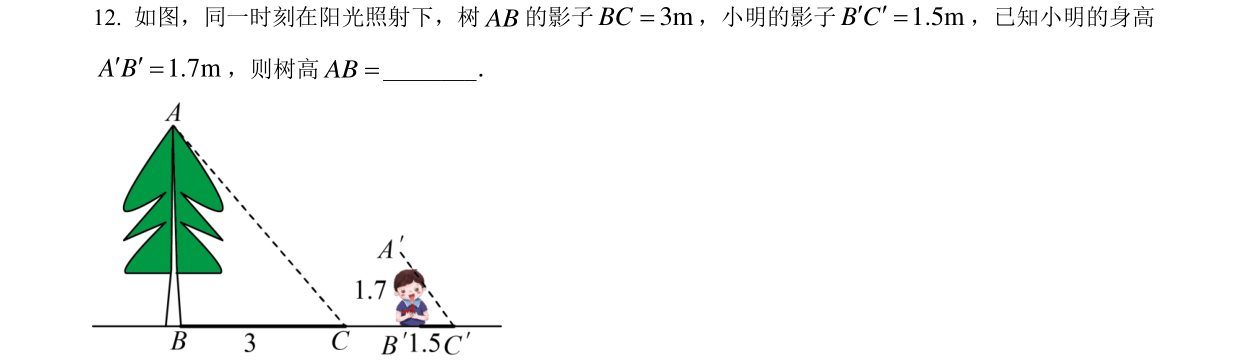 12. 如图，同一时刻在阳光照射下，树 AB 的影子 BC = 3m，小明的影子 B′C′ = 1.5m，已知小明的身高
A′B′ = 1.7m，则树高 AB = ________.
A
A′
1.7
B 3 C B′ 1.5 C′